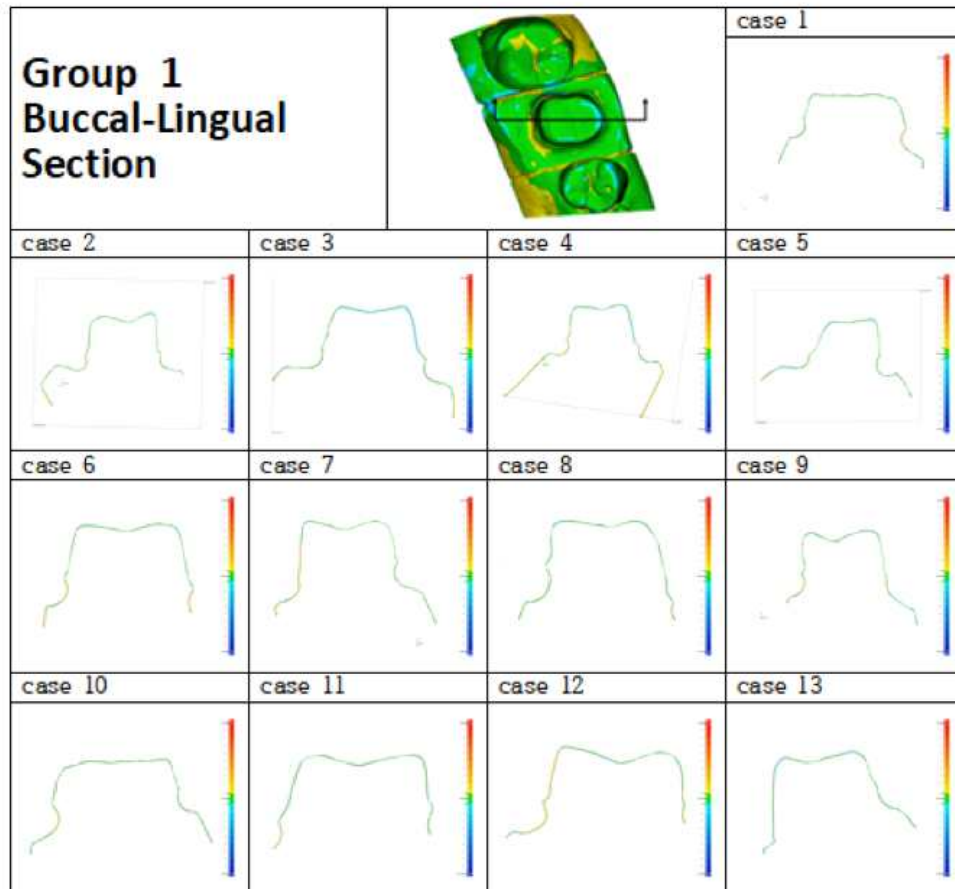 Group 1
Buccal-Lingual
Section
case 1
case 2
case 3
case 4
case 5
case 6
case 7
case 8
case 9
case 10
case 11
case 12
case 13